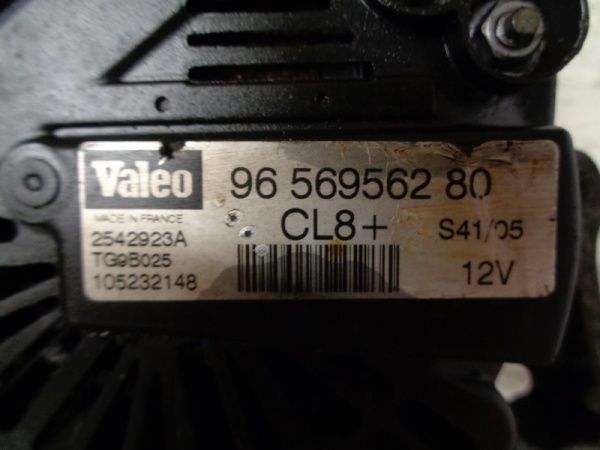 Valeo
96 569562 80
MADE IN FRANCE
CL8+
S41/05
2542923A
TG9B025
12V
105232148